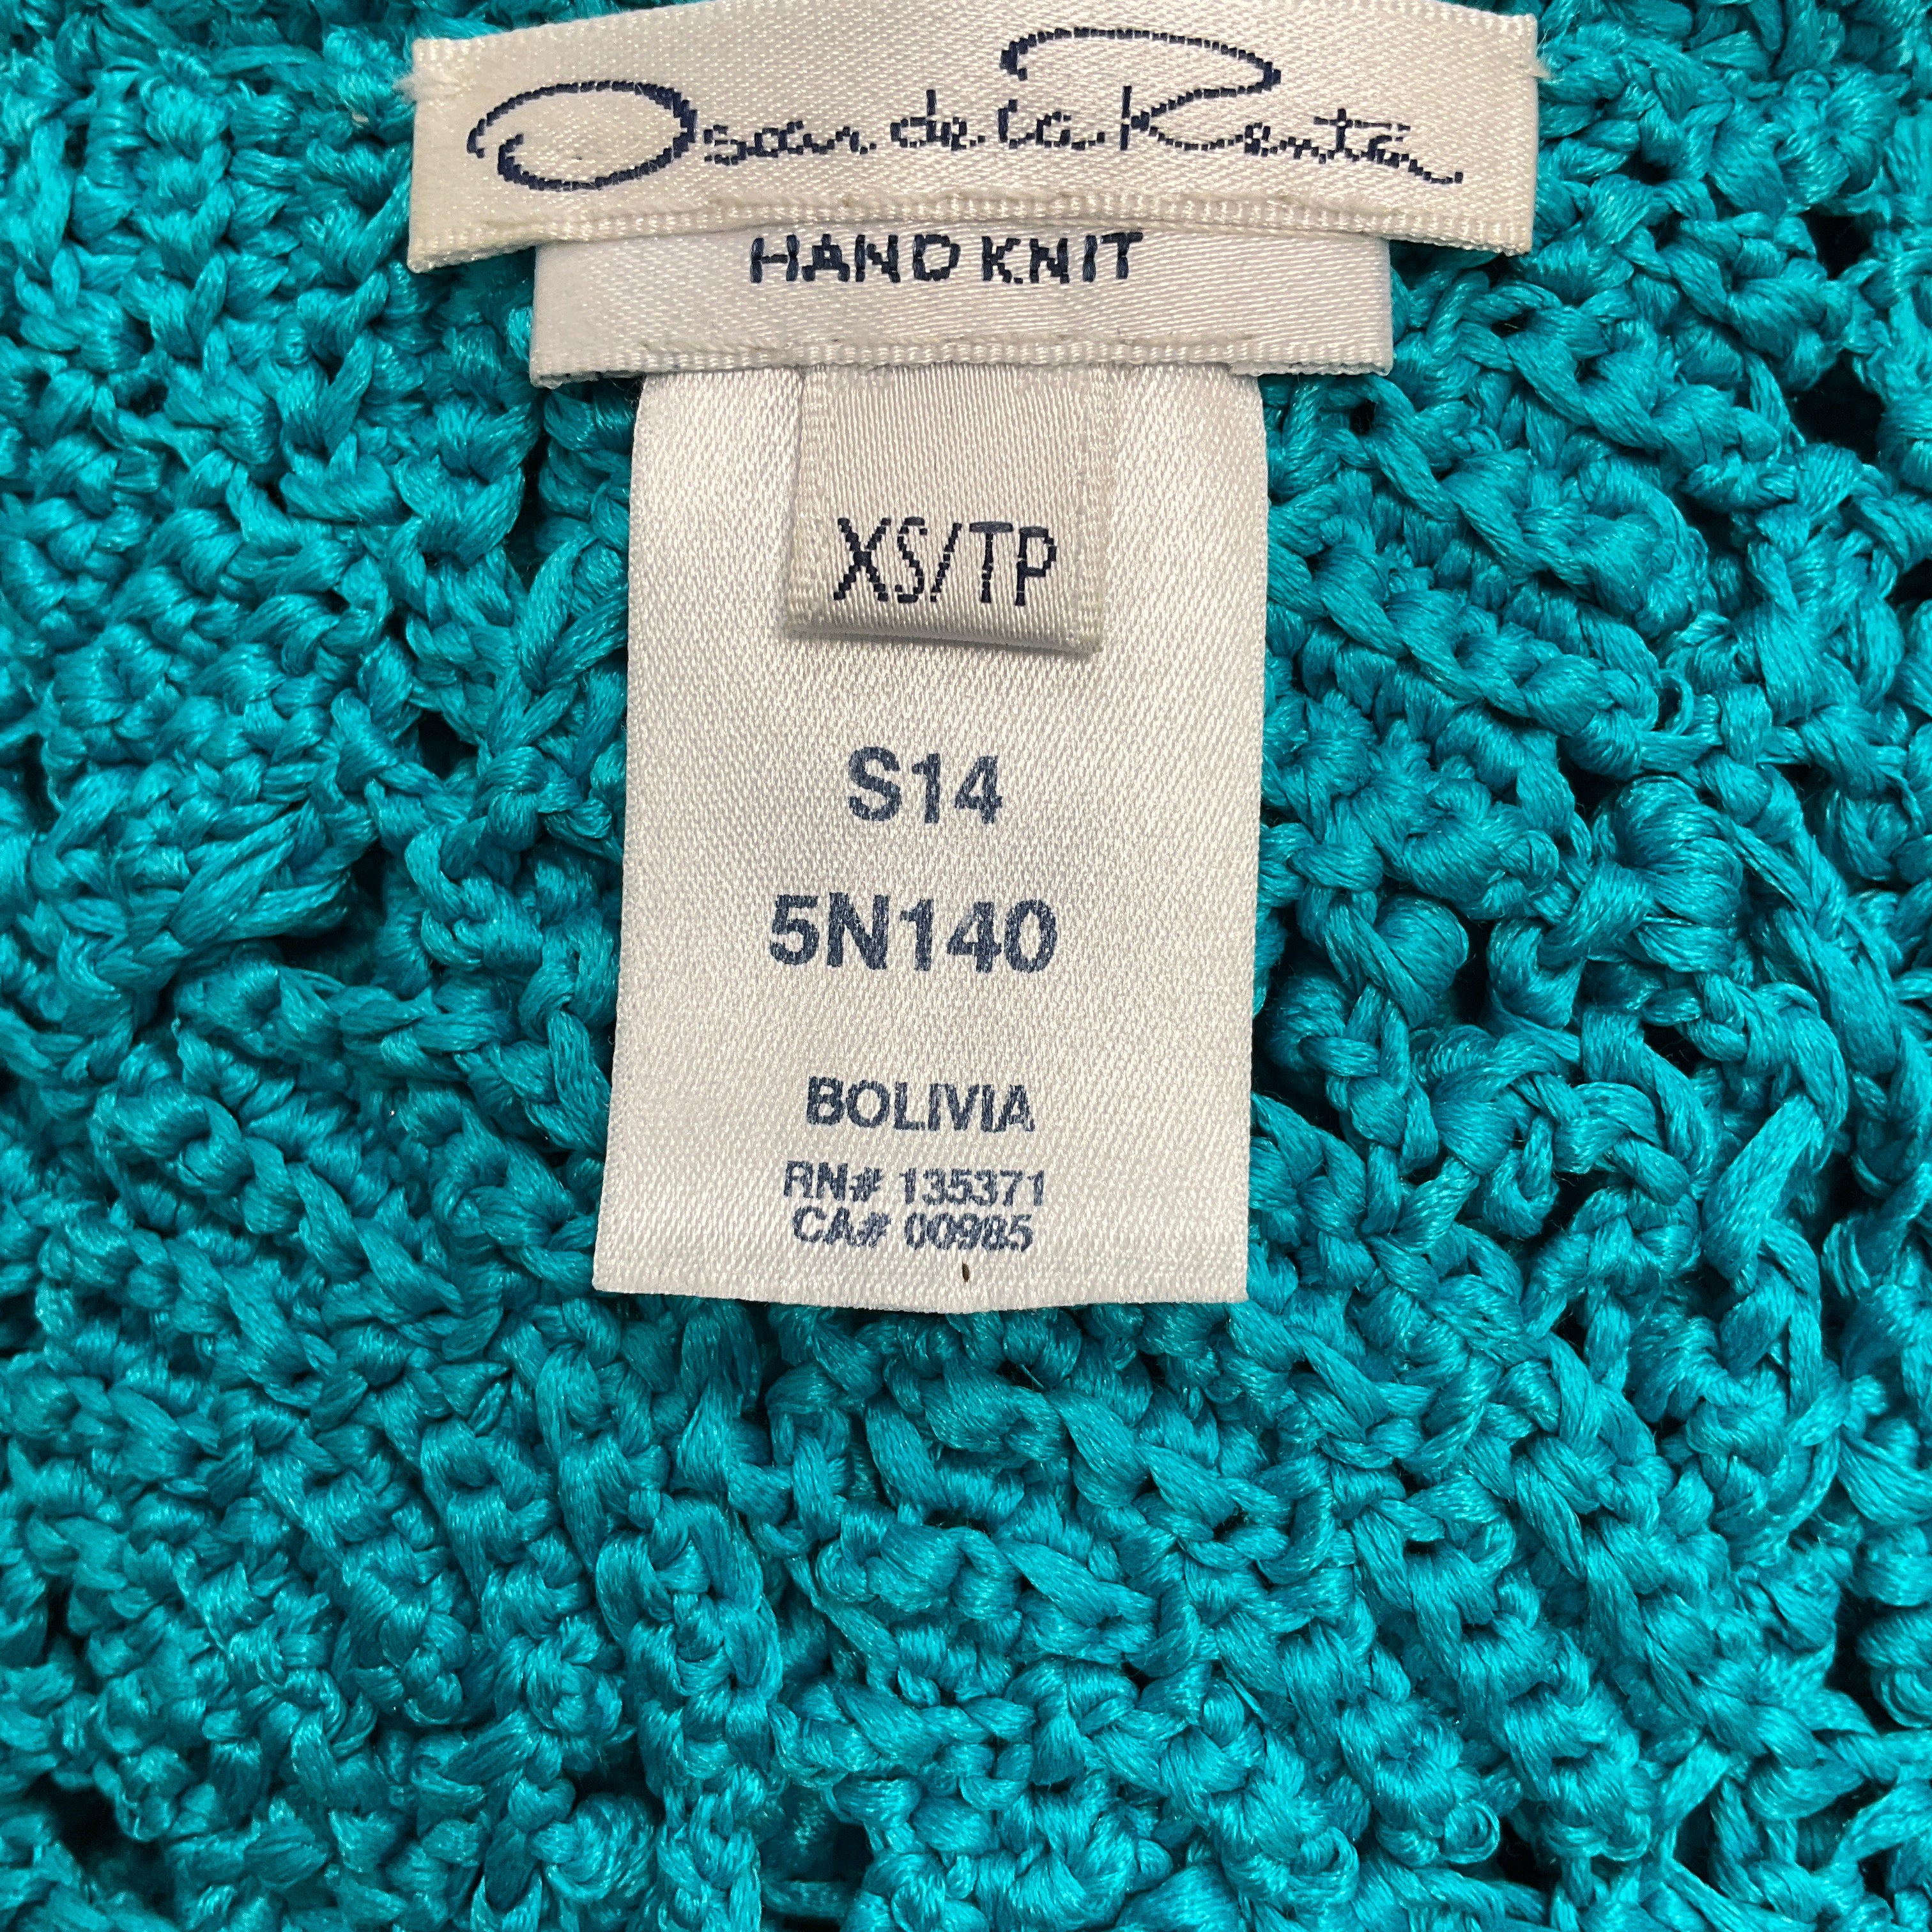 Oscar de la Renta
HAND KNIT
XS/TP
S14
5N140
BOLIVIA
RN# 135371
CA# 00985